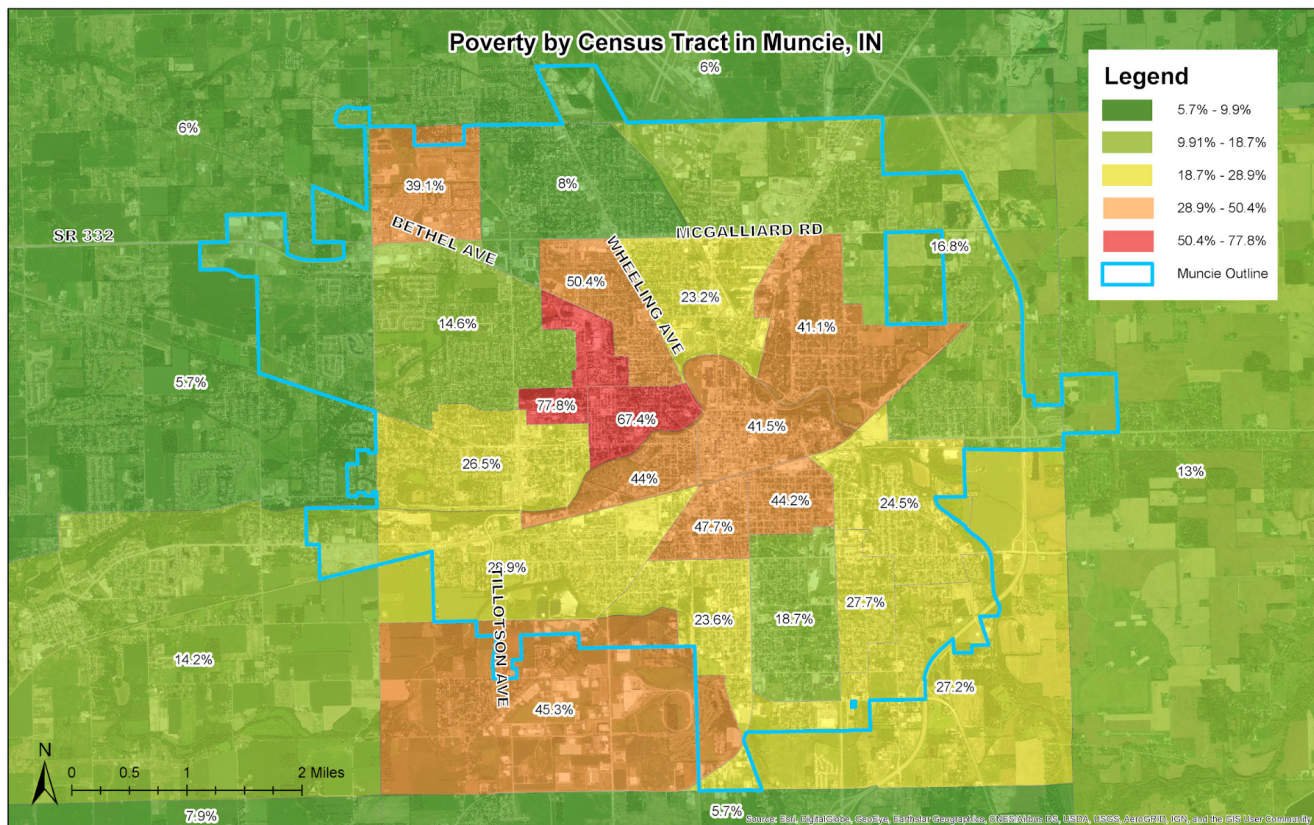 Poverty by Census Tract in Muncie, IN
6%
6%
Legend
5.7% - 9.9%
9.91% - 18.7%
18.7% - 28.9%
28.9% - 50.4%
50.4% - 77.8%
Muncie Outline
39.1%
8%
SR 332
BETHEL AVE
WHEELING AVE
MCGALLIARD RD
16.8%
50.4%
23.2%
14.6%
41.1%
5.7%
77.8%
67.4%
41.5%
26.5%
44%
44.2%
24.5%
13%
47.7%
28.9%
TILLOTSON AVE
23.6%
18.7%
27.7%
14.2%
27.2%
45.3%
N
0 0.5 1 2 Miles
7.9%
5.7%
Source: Esri, DigitalGlobe, GeoEye, Earthstar Geographics, CNES/Airbus DS, USDA, USGS, AeroGRID, IGN, and the GIS User Community